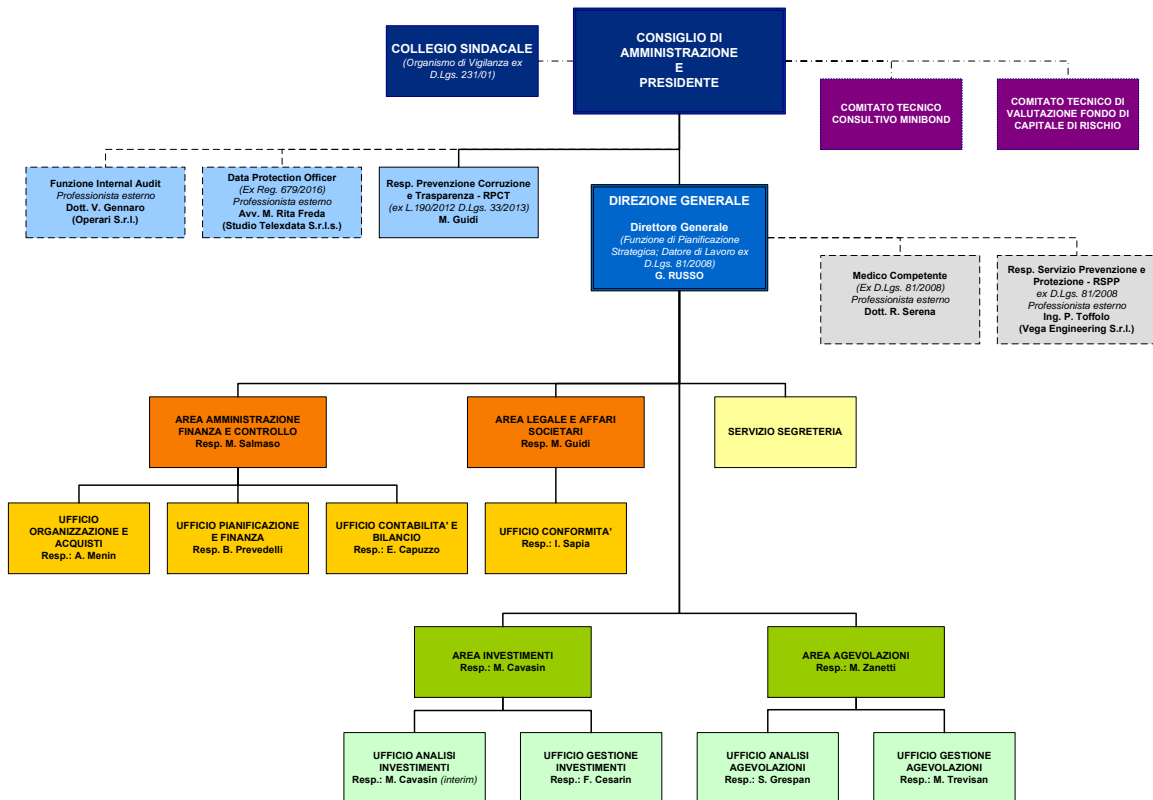 COLLEGIO SINDACALE
(Organismo di Vigilanza ex
D.Lgs. 231/01)
CONSIGLIO DI
AMMINISTRAZIONE
E
PRESIDENTE
COMITATO TECNICO
CONSULTIVO MINIBOND
COMITATO TECNICO DI
VALUTAZIONE FONDO DI
CAPITALE DI RISCHIO
Funzione Internal Audit
Professionista esterno
Dott. V. Gennaro
(Operari S.r.l.)
Data Protection Officer
(Ex Reg. 679/2016)
Professionista esterno
Avv. M. Rita Freda
(Studio Telexdata S.r.l.s.)
Resp. Prevenzione Corruzione
e Trasparenza - RPCT
(ex L.190/2012 D.Lgs. 33/2013)
M. Guidi
DIREZIONE GENERALE
Direttore Generale
(Funzione di Pianificazione
Strategica; Datore di Lavoro ex
D.Lgs. 81/2008)
G. RUSSO
Medico Competente
(Ex D.Lgs. 81/2008)
Professionista esterno
Dott. R. Serena
Resp. Servizio Prevenzione e
Protezione - RSPP
ex D.Lgs. 81/2008
Professionista esterno
Ing. P. Toffolo
(Vega Engineering S.r.l.)
AREA AMMINISTRAZIONE
FINANZA E CONTROLLO
Resp. M. Salmaso
AREA LEGALE E AFFARI
SOCIETARI
Resp. M. Guidi
SERVIZIO SEGRETERIA
UFFICIO
ORGANIZZAZIONE E
ACQUISTI
Resp.: A. Menin
UFFICIO PIANIFICAZIONE
E FINANZA
Resp. B. Prevedelli
UFFICIO CONTABILITA' E
BILANCIO
Resp.: E. Capuzzo
UFFICIO CONFORMITA’
Resp.: I. Sapia
AREA INVESTIMENTI
Resp.: M. Cavasin
AREA AGEVOLAZIONI
Resp.: M. Zanetti
UFFICIO ANALISI
INVESTIMENTI
Resp.: M. Cavasin (interim)
UFFICIO GESTIONE
INVESTIMENTI
Resp.: F. Cesarin
UFFICIO ANALISI
AGEVOLAZIONI
Resp.: S. Grespan
UFFICIO GESTIONE
AGEVOLAZIONI
Resp.: M. Trevisan